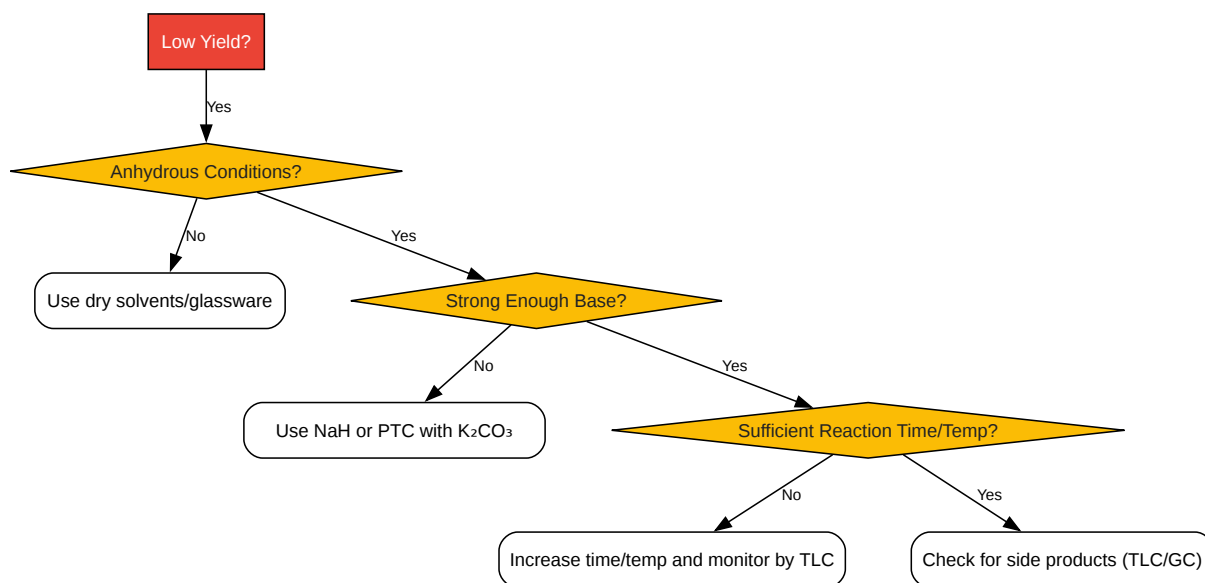 Low Yield?
Yes
Anhydrous Conditions?
No
Yes
Use dry solvents/glassware
Strong Enough Base?
No
Yes
Use NaH or PTC with K₂CO₃
Sufficient Reaction Time/Temp?
No
Yes
Increase time/temp and monitor by TLC
Check for side products (TLC/GC)